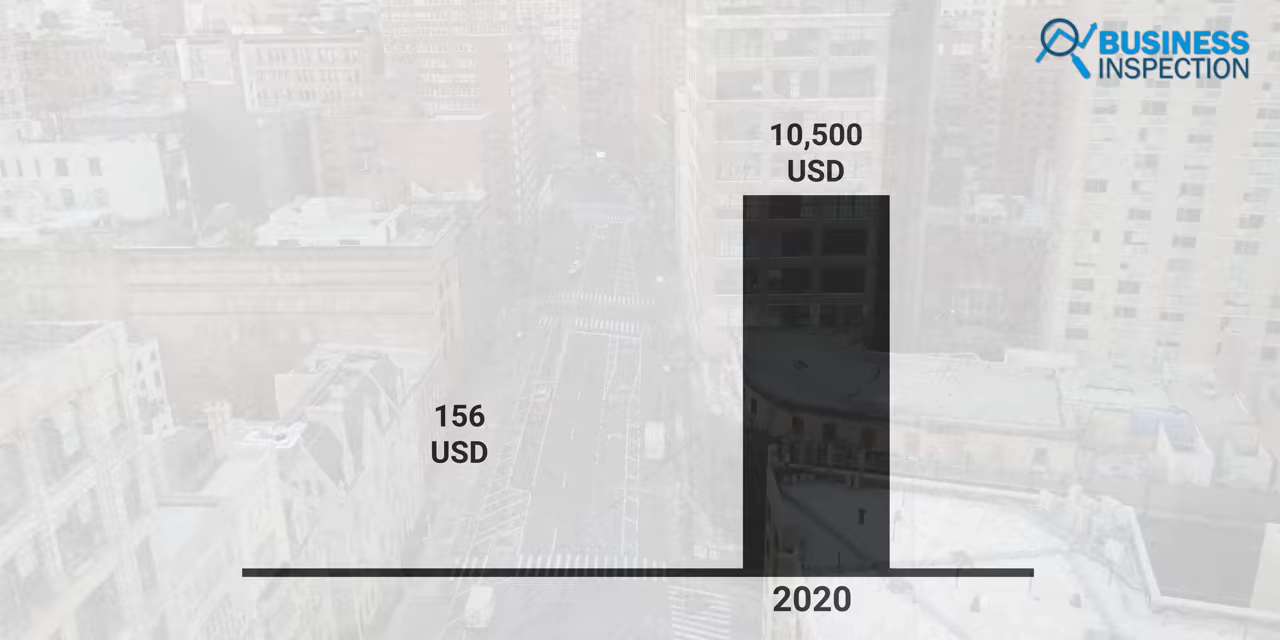 BUSINESS
INSPECTION
10,500
USD
156
USD
2020